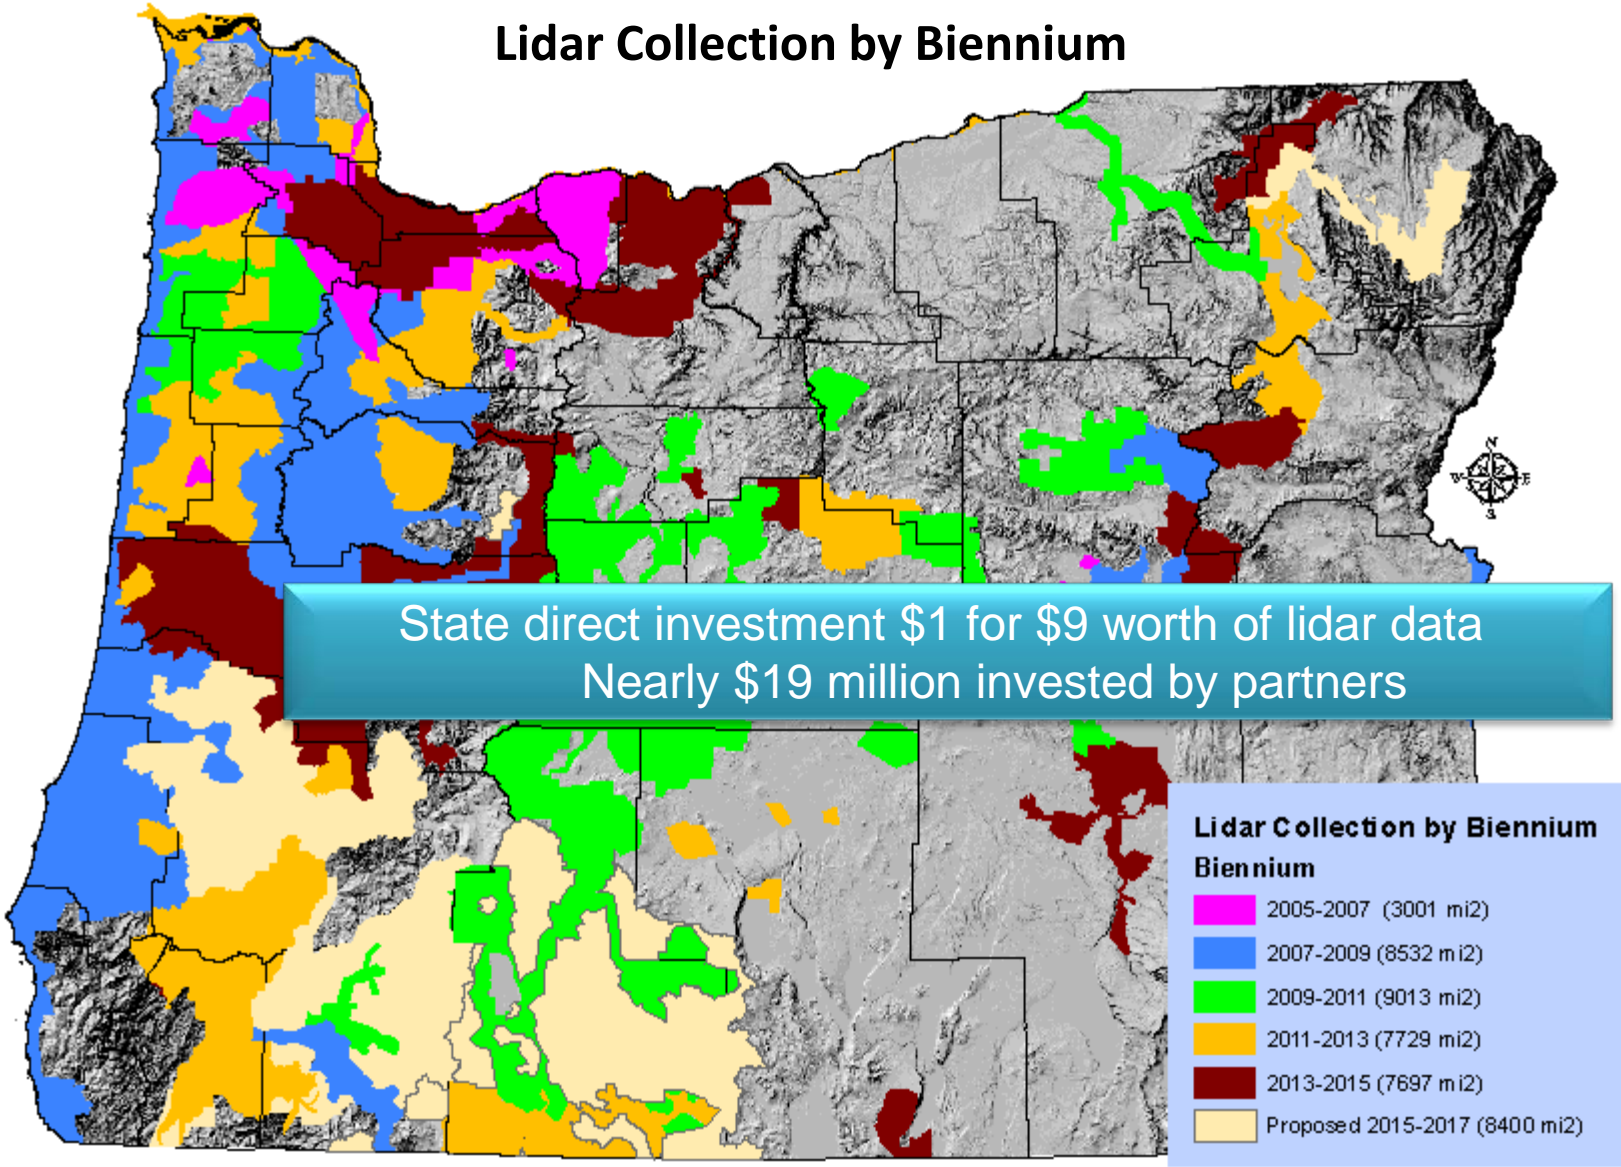 Lidar Collection by Biennium
N
W E
S
State direct investment $1 for $9 worth of lidar data
Nearly $19 million invested by partners
Lidar Collection by Biennium
Biennium
2005-2007 (3001 mi2)
2007-2009 (8532 mi2)
2009-2011 (9013 mi2)
2011-2013 (7729 mi2)
2013-2015 (7697 mi2)
Proposed 2015-2017 (8400 mi2)